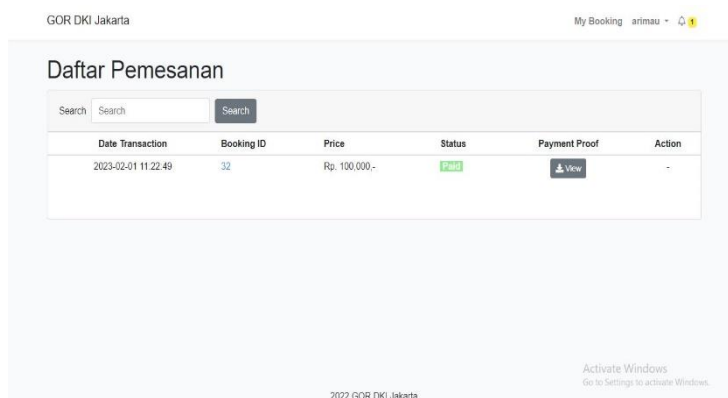 GOR DKI Jakarta My Booking arimau 1
Daftar Pemesanan
Search Search Search
Date Transaction Booking ID Price Status Payment Proof Action
2023-02-01 11:22:49 32 Rp. 100,000,- Paid View -
Activate Windows
Go to Settings to activate Windows.
2022 GOR DKI Jakarta